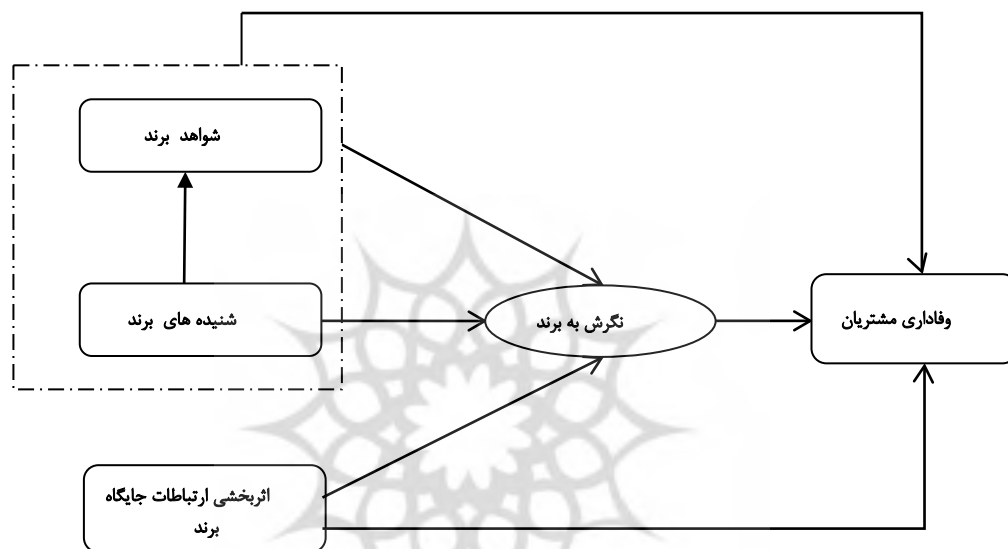 شواهد برند
شنیده های برند
نگرش به برند
وفاداری مشتریان
اثربخشی ارتباطات جایگاه
برند